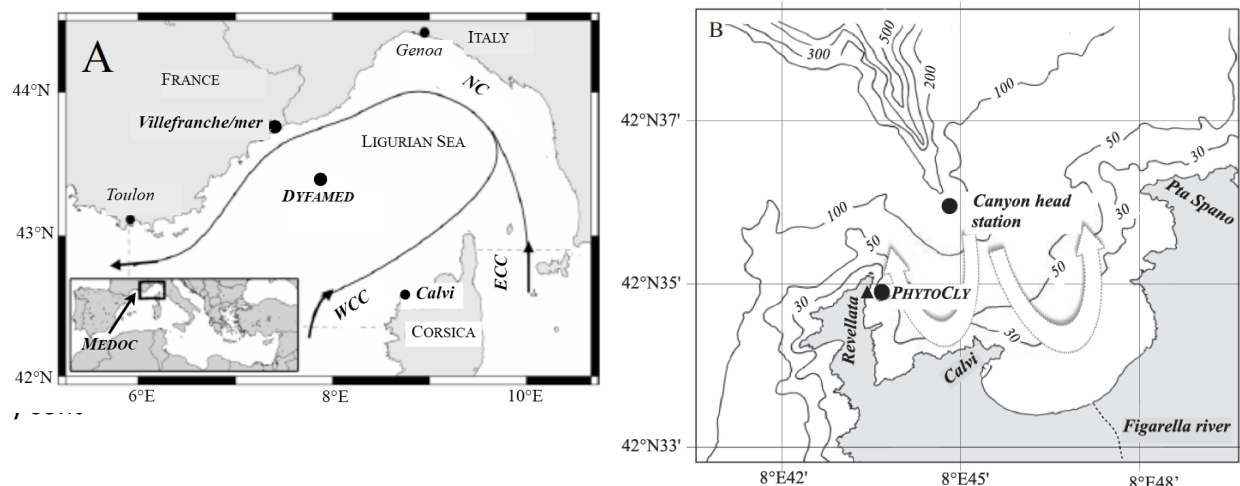 A
FRANCE
Genoa
ITALY
NC
44°N
Villefranche/mer
LIGURIAN SEA
DYFAMED
Toulon
43°N
WCC
ECC
Calvi
CORSICA
MEDOC
42°N
6°E
8°E
10°E
B
300
500
200
100
42°N37'
50
30
Pta Spano
Canyon head
station
100
50
30
50
42°N35'
30
PHYTOCLY
Revellata
30
Calvi
Figarella river
42°N33'
8°E42'
8°E45'
8°E48'